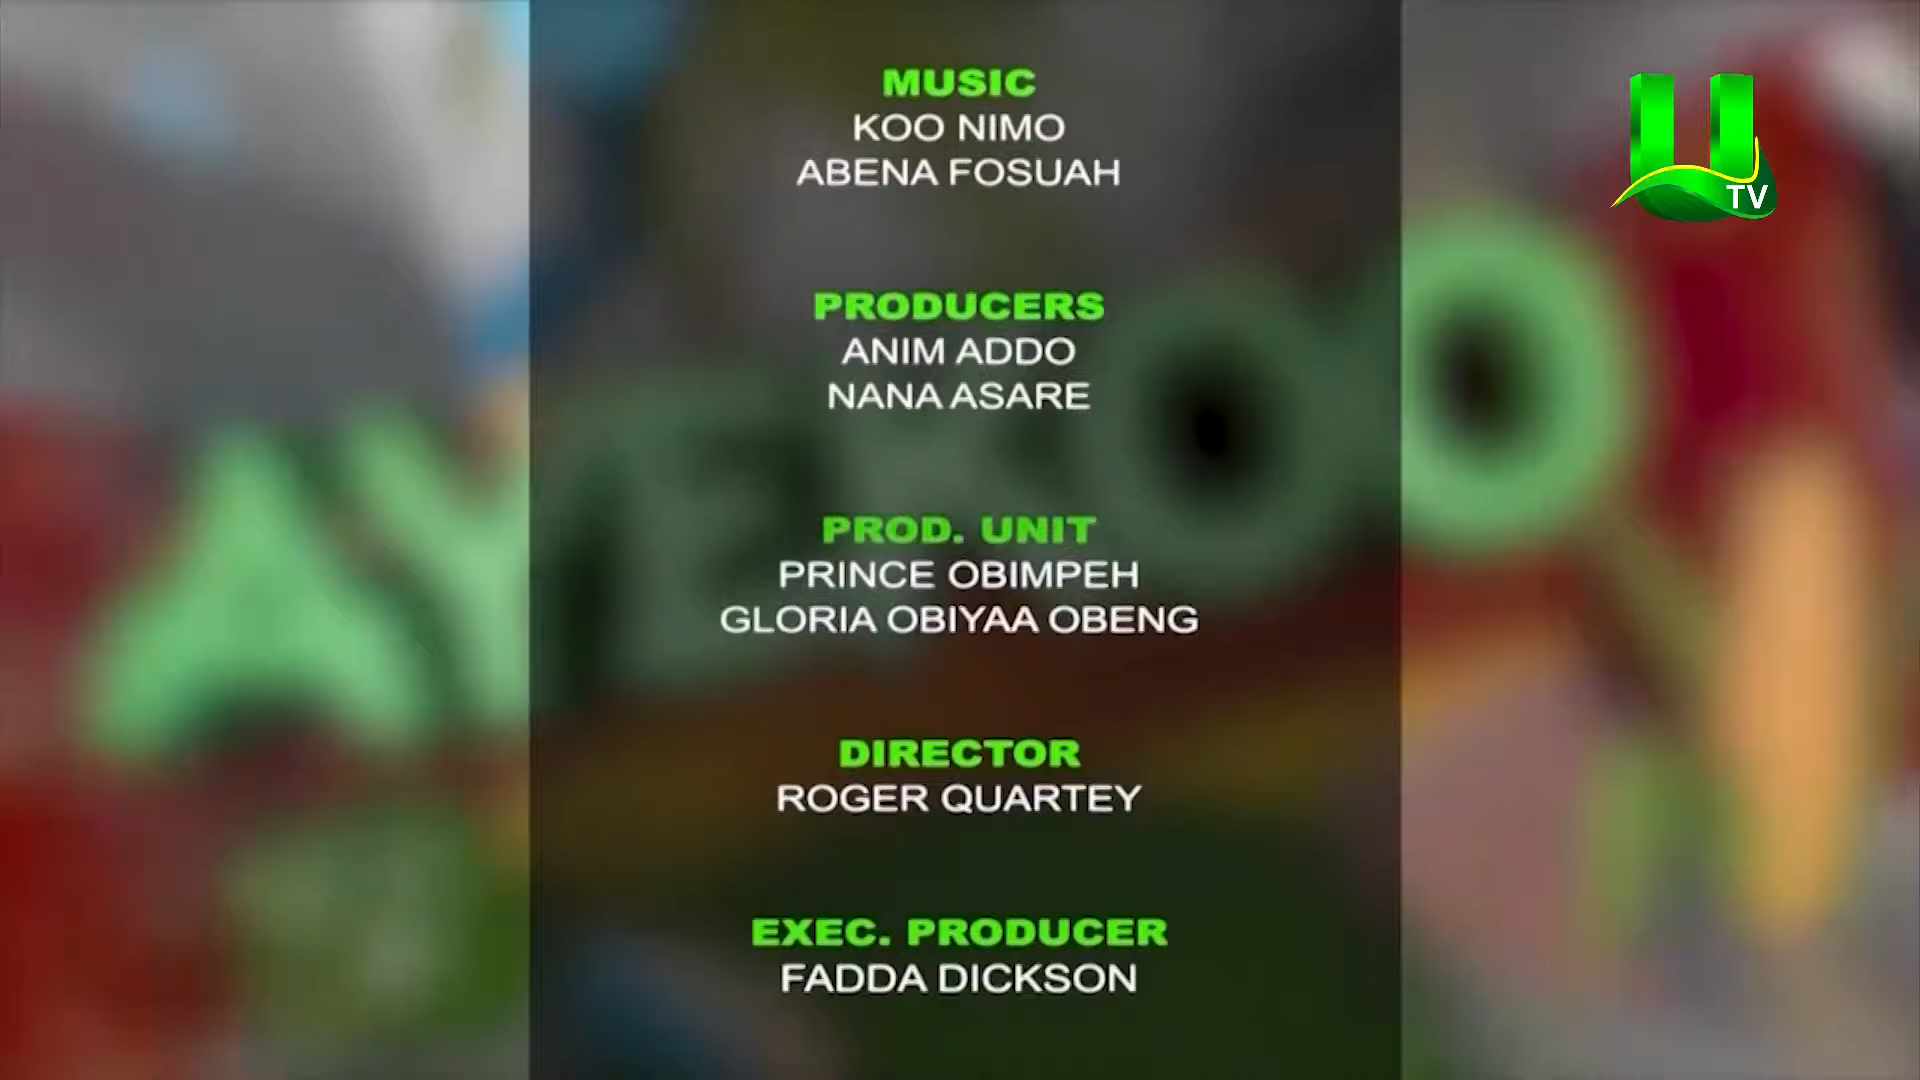 MUSIC
KOO NIMO
ABENA FOSUAH
PRODUCERS
ANIM ADDO
NANA ASARE
PROD. UNIT
PRINCE OBIMPEH
GLORIA OBIYAA OBENG
DIRECTOR
ROGER QUARTEY
EXEC. PRODUCER
FADDA DICKSON
U
TV
AYEKOO